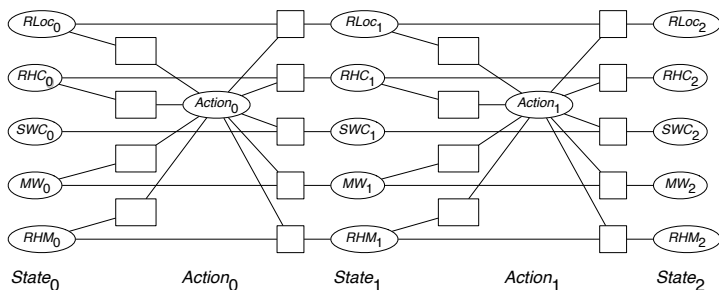 RLoc₀ RLoc₁ RLoc₂
RHC₀ RHC₁ RHC₂
Action₀ Action₁
SWC₀ SWC₁ SWC₂
MW₀ MW₁ MW₂
RHM₀ RHM₁ RHM₂
State₀ Action₀ State₁ Action₁ State₂